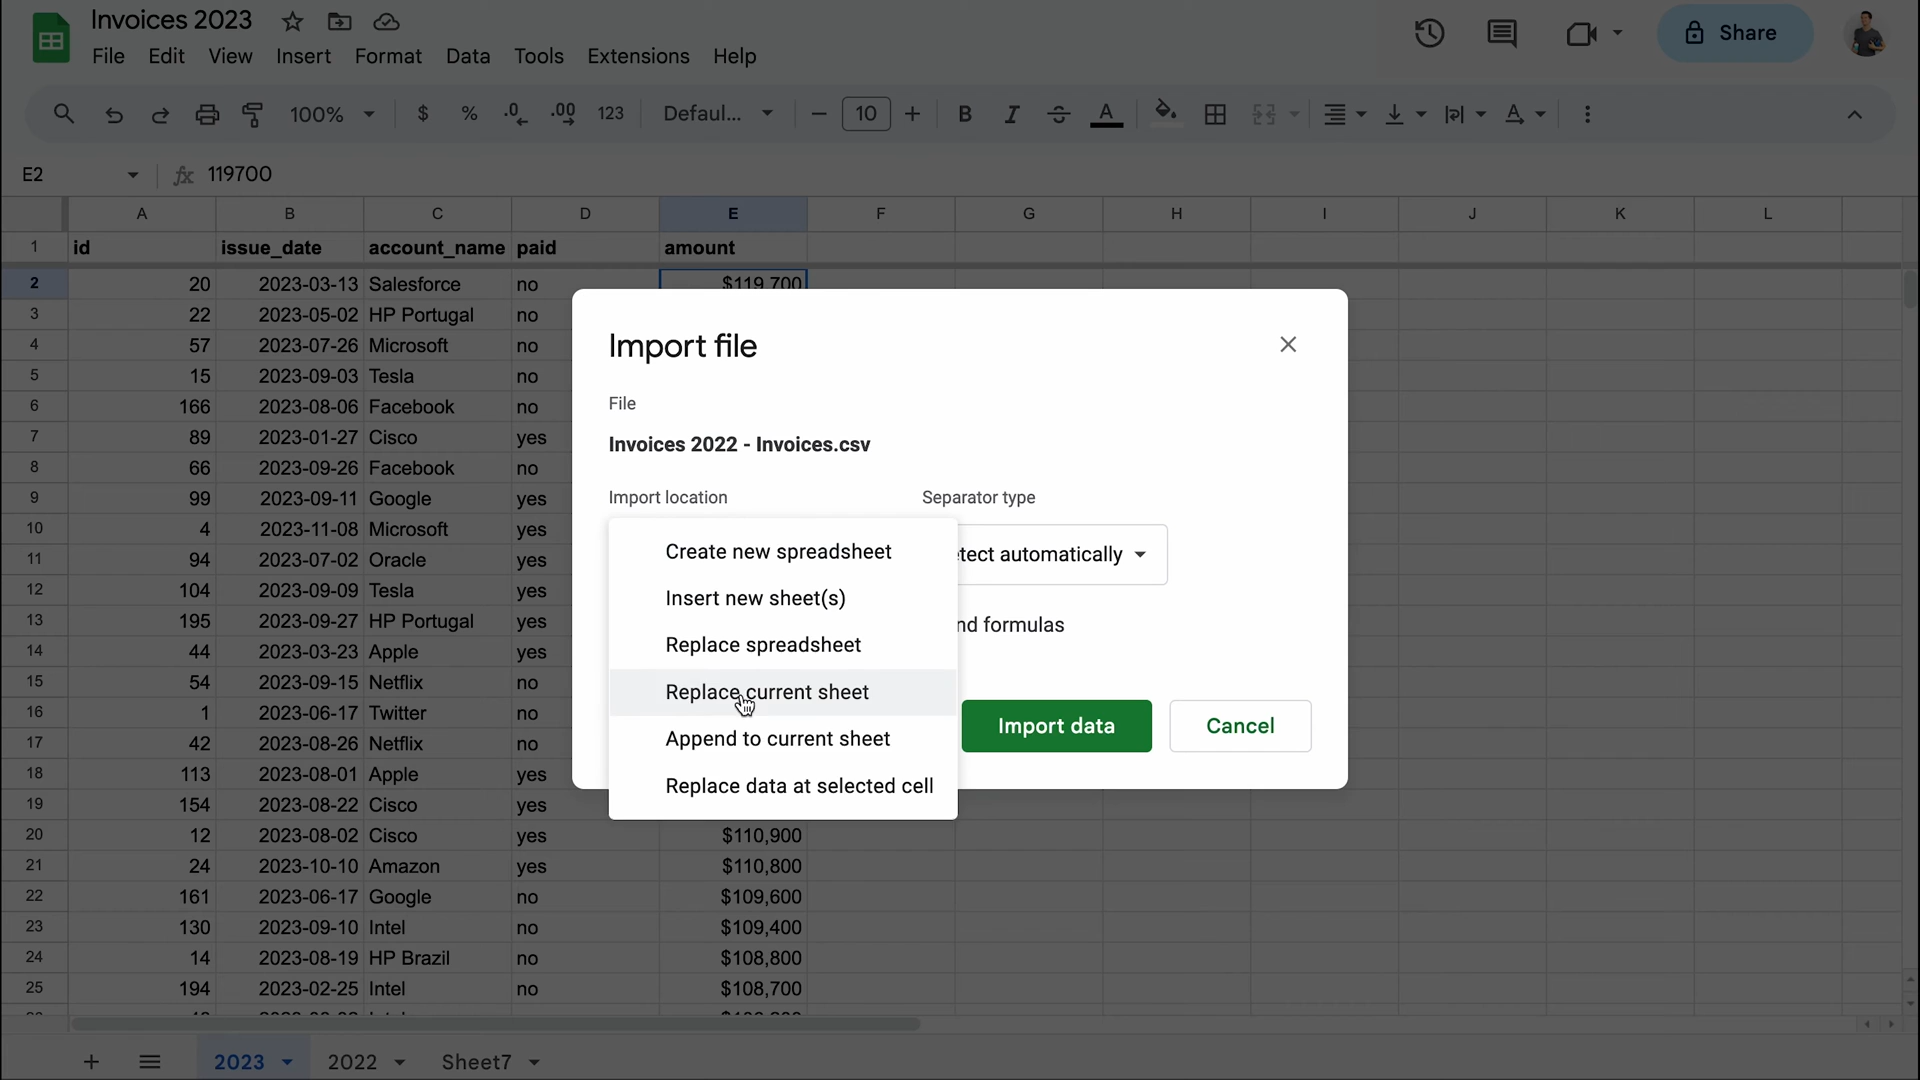 Invoices 2023
File Edit View Insert Format Data Tools Extensions Help
Share
100% $ % .0 .00 123 Defaul... 10 B I A
E2 fx 119700
A B C D E F G H I J K L
1 id issue_date account_name paid amount
2 20 2023-03-13 Salesforce no $119,700
3 22 2023-05-02 HP Portugal no
4 57 2023-07-26 Microsoft no
5 15 2023-09-03 Tesla no
6 166 2023-08-06 Facebook no
7 89 2023-01-27 Cisco yes
8 66 2023-09-26 Facebook no
9 99 2023-09-11 Google yes
10 4 2023-11-08 Microsoft yes
11 94 2023-07-02 Oracle yes
12 104 2023-09-09 Tesla yes
13 195 2023-09-27 HP Portugal yes
14 44 2023-03-23 Apple yes
15 54 2023-09-15 Netflix no
16 1 2023-06-17 Twitter no
17 42 2023-08-26 Netflix no
18 113 2023-08-01 Apple yes
19 154 2023-08-22 Cisco yes
20 12 2023-08-02 Cisco yes $110,900
21 24 2023-10-10 Amazon yes $110,800
22 161 2023-06-17 Google no $109,600
23 130 2023-09-10 Intel no $109,400
24 14 2023-08-19 HP Brazil no $108,800
25 194 2023-02-25 Intel no $108,700
Import file
File
Invoices 2022 - Invoices.csv
Import location Separator type
Create new spreadsheet
Insert new sheet(s)
Replace spreadsheet
Replace current sheet
Append to current sheet
Replace data at selected cell
tect automatically
nd formulas
Import data Cancel
2023 2022 Sheet7